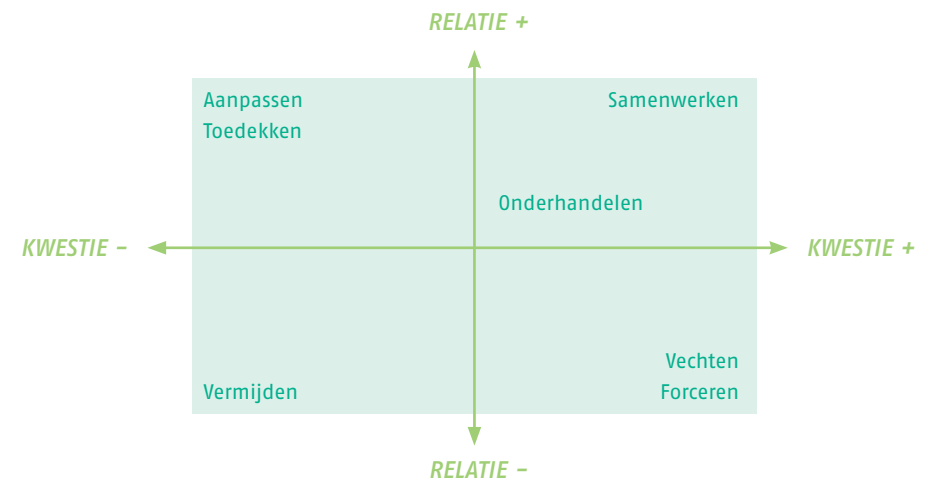 RELATIE +
Aanpassen
Toedekken
Samenwerken
Onderhandelen
KWESTIE –
KWESTIE +
Vermijden
Vechten
Forceren
RELATIE –